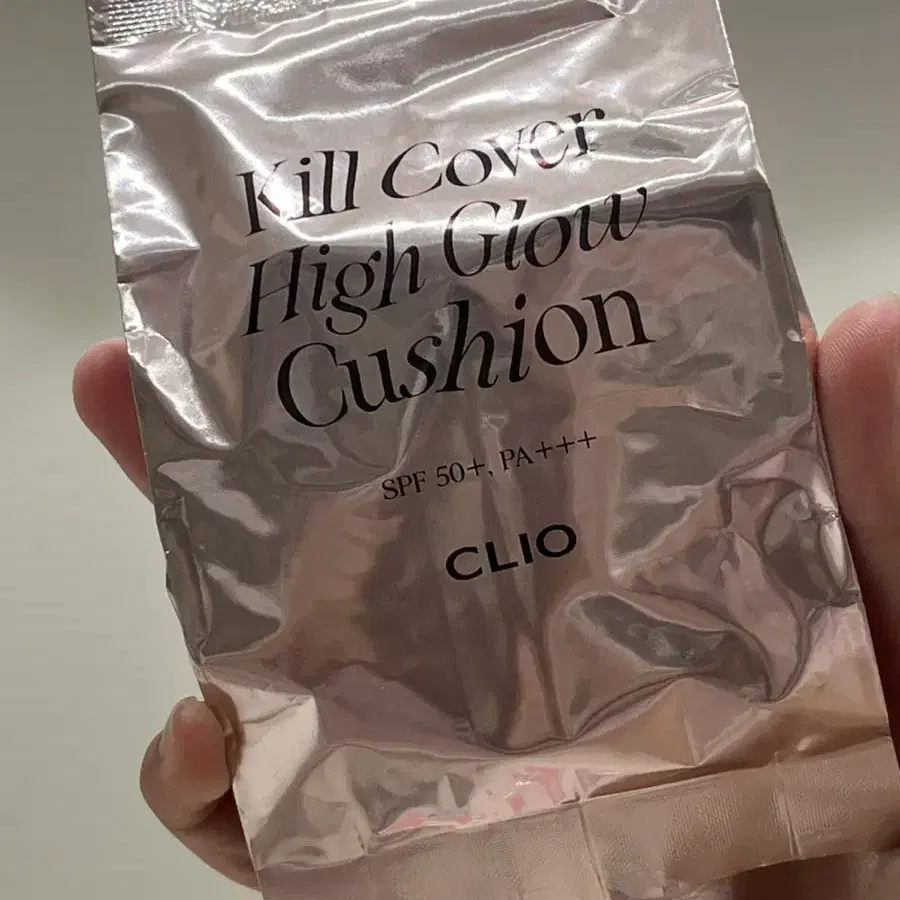 Kill Cover
High Glow
Cushion
SPF 50+, PA+++
CLIO